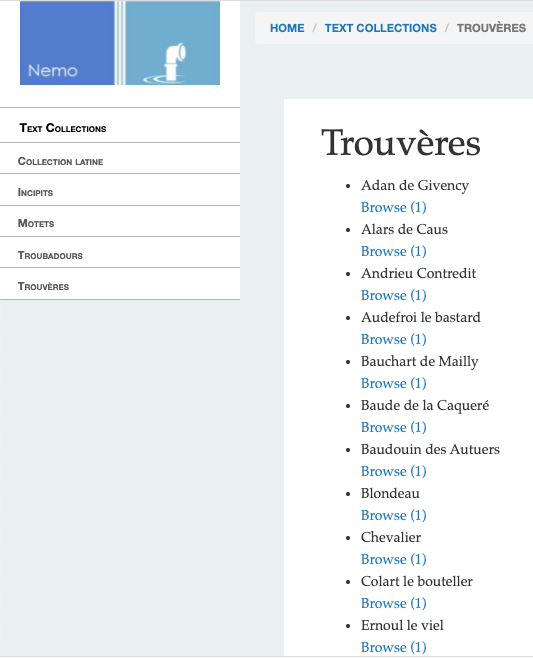 Nemo
HOME / TEXT COLLECTIONS / TROUVÈRES
Text Collections
Collection latine
Incipits
Motets
Troubadours
Trouvères
Trouvères
• Adan de Givency
Browse (1)
• Alars de Caus
Browse (1)
• Andrieu Contredit
Browse (1)
• Audefroi le bastard
Browse (1)
• Bauchart de Mailly
Browse (1)
• Baude de la Caqueré
Browse (1)
• Baudouin des Autuers
Browse (1)
• Blondeau
Browse (1)
• Chevalier
Browse (1)
• Colart le bouteller
Browse (1)
• Ernoul le viel
Browse (1)